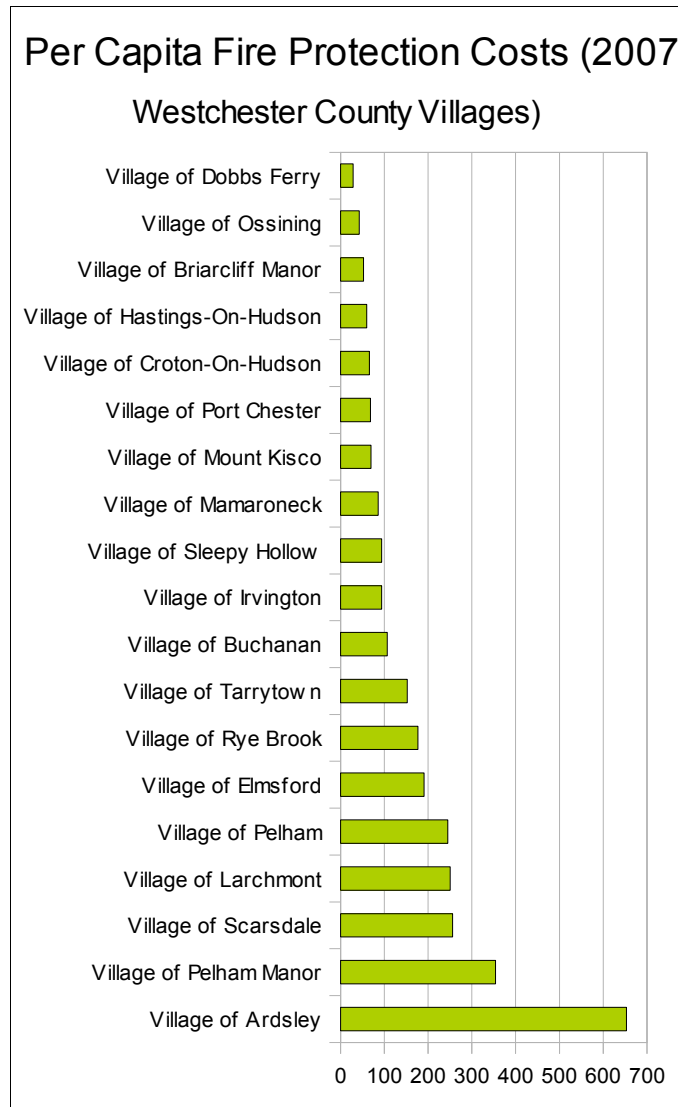 Per Capita Fire Protection Costs (2007
Westchester County Villages)
Village of Dobbs Ferry
Village of Ossining
Village of Briarcliff Manor
Village of Hastings-On-Hudson
Village of Croton-On-Hudson
Village of Port Chester
Village of Mount Kisco
Village of Mamaroneck
Village of Sleepy Hollow
Village of Irvington
Village of Buchanan
Village of Tarrytown
Village of Rye Brook
Village of Elmsford
Village of Pelham
Village of Larchmont
Village of Scarsdale
Village of Pelham Manor
Village of Ardsley
0 100 200 300 400 500 600 700